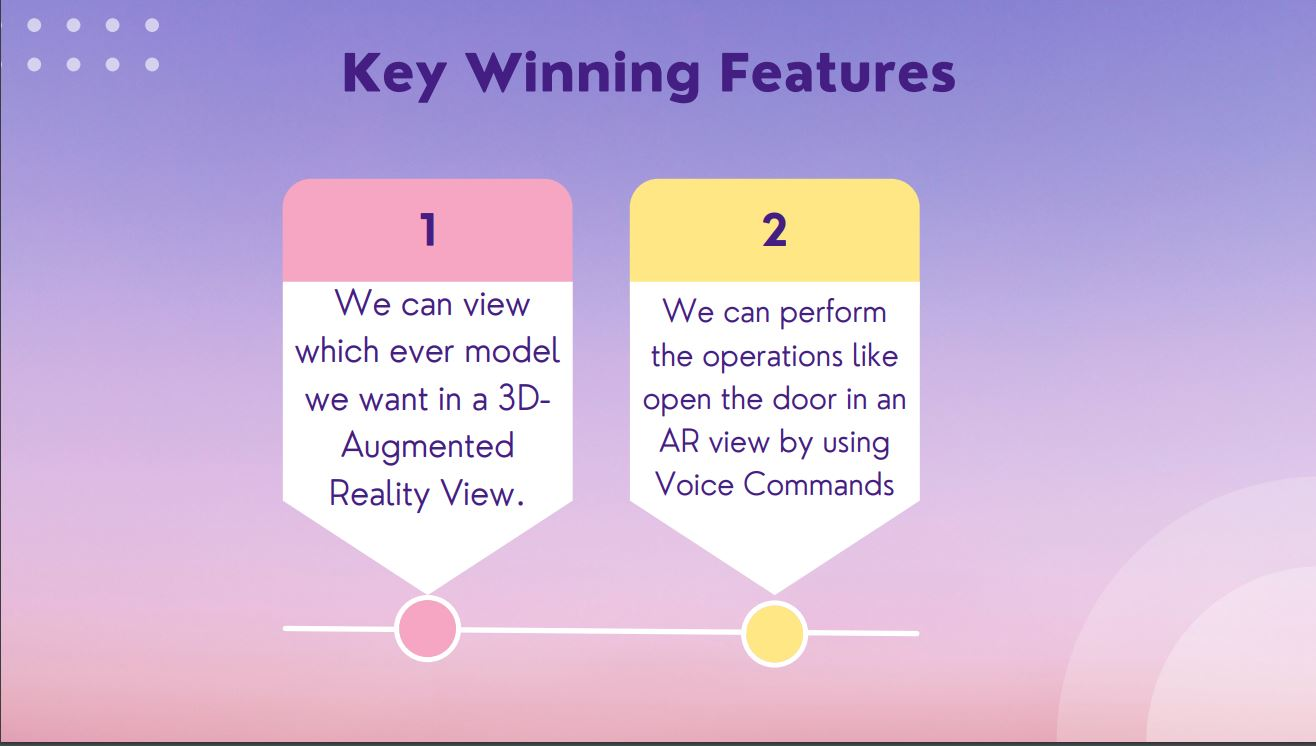 Key Winning Features
1
We can view
which ever model
we want in a 3D-
Augmented
Reality View.
2
We can perform
the operations like
open the door in an
AR view by using
Voice Commands